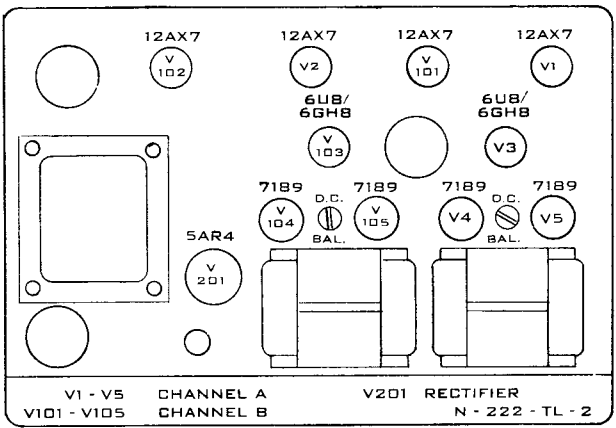 12AX7 12AX7 12AX7 12AX7
V 102
V2
V 101
V1
6U8/ 6GH8
6U8/ 6GH8
V 103
V3
7189 D.C. 7189
7189 D.C. 7189
V 104
V 105
V4
V5
BAL.
BAL.
5AR4
V 201
V1 - V5 CHANNEL A V201 RECTIFIER
V101 - V105 CHANNEL B N - 222 - TL - 2